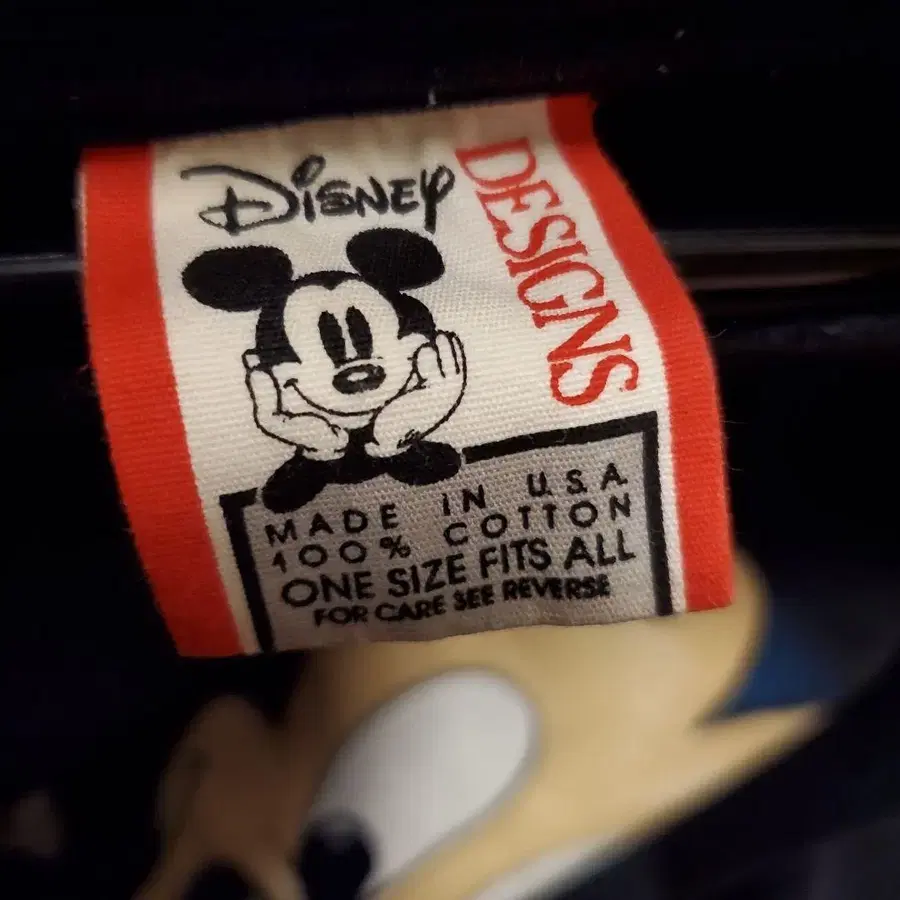 DISNEY
DESIGNS
MADE IN U.S.A.
100% COTTON
ONE SIZE FITS ALL
FOR CARE SEE REVERSE